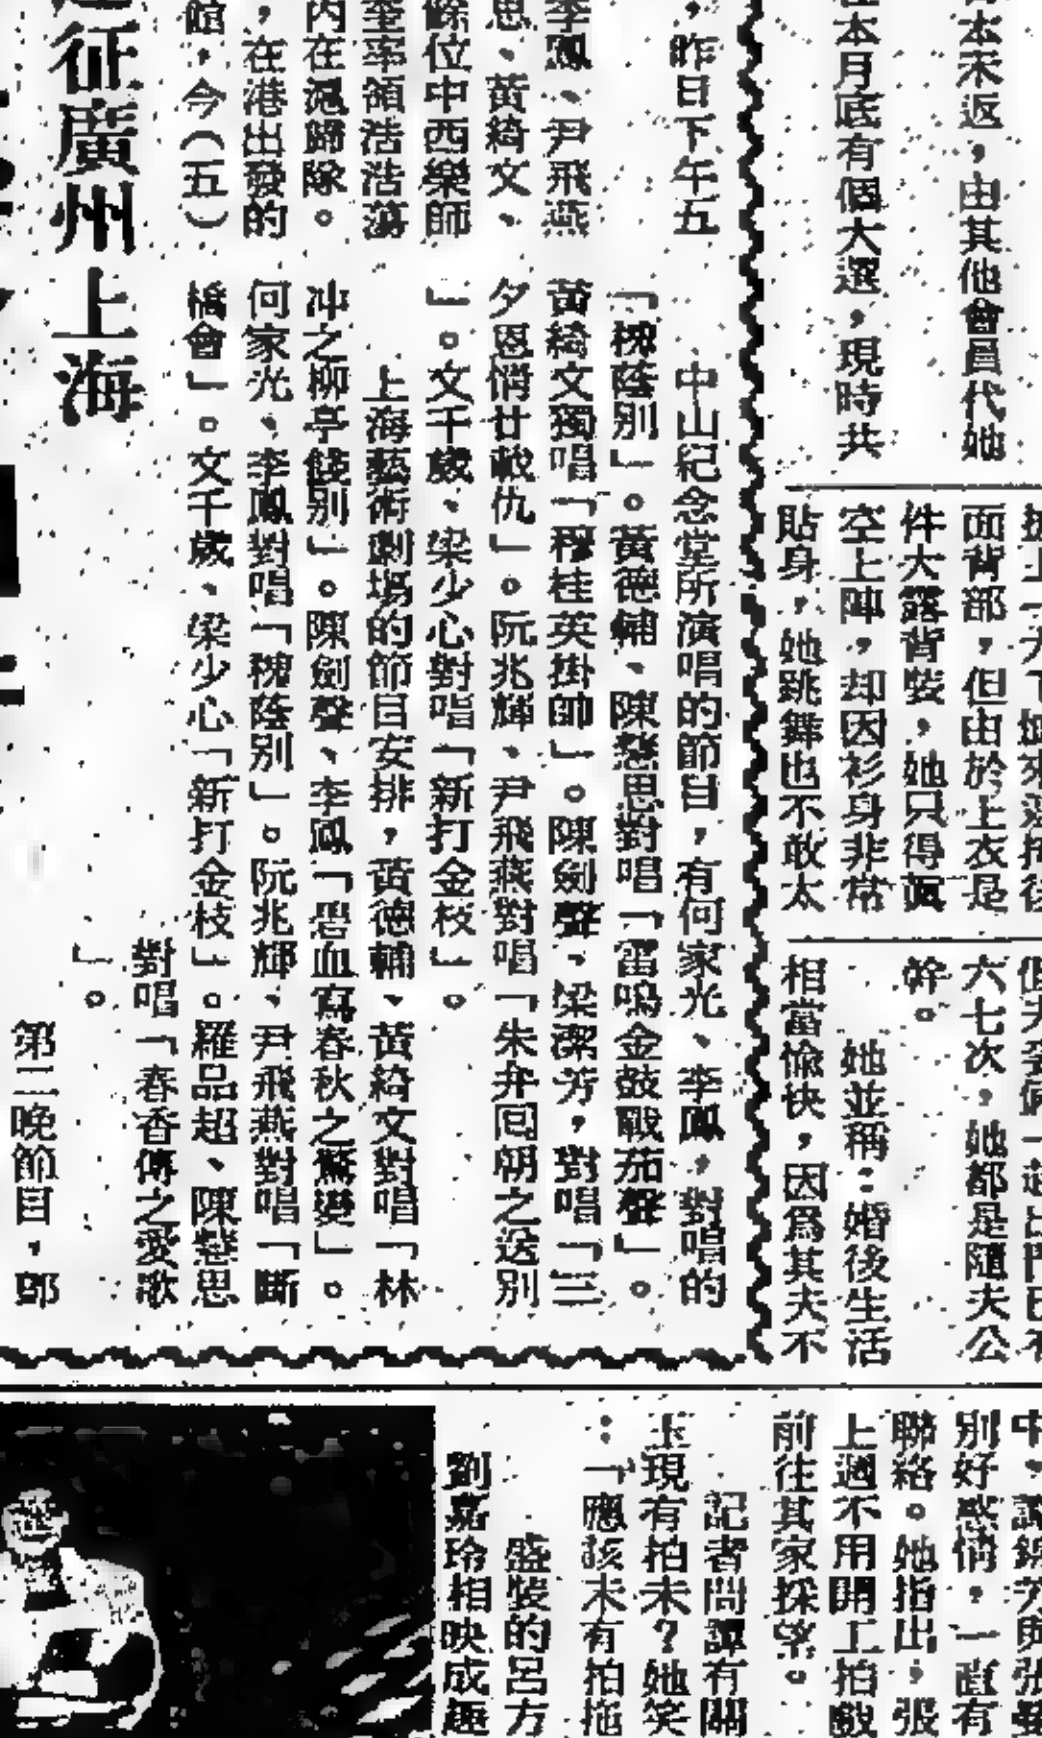 本未返，由其他會員代她
本月底有個大選，現時共
面背部，但由於上衣是
件大露背裝，她只得眞
空上陣，却因衫身非常
貼身，她跳舞也不敢太
六七次，她都是隨夫公
幹。
她並稱：婚後生活
相當愉快，因爲其夫不
，昨日下午五
李鳳、尹飛燕
思、黃綺文、
餘位中西樂師
率領浩浩蕩
內在滬歸隊。
，在港出發的
館，今（五）
征廣州上海
中山紀念堂所演唱的節目，有何家光、李鳳，對唱的
「槐蔭別」。黃德輔、陳慧思對唱「雷鳴金鼓戰茄聲」。
黃綺文獨唱「穆桂英掛帥」。陳劍聲、梁潔芳，對唱「三
夕恩情廿載仇」。阮兆輝、尹飛燕對唱「朱弁囘朝之送別
」。文千歲、梁少心對唱「新打金枝」。
上海藝術劇場的節目安排，黃德輔、黃綺文對唱「林
冲之柳亭餞別」。陳劍聲、李鳳「碧血寫春秋之驚變」。
何家光、李鳳對唱「槐蔭別」。阮兆輝、尹飛燕對唱「斷
橋會」。文千歲、梁少心「新打金枝」。羅品超、陳慧思
對唱「春香傳之愛歌
」。
第二晚節目，鄧
別好感情，一直有
聯絡。她指出，張
上週不用開工拍戲
前往其家探望。
記者問譚有關
玉現有拍未？她笑
：「應該未有拍拖
盛裝的呂方
劉嘉玲相映成趣